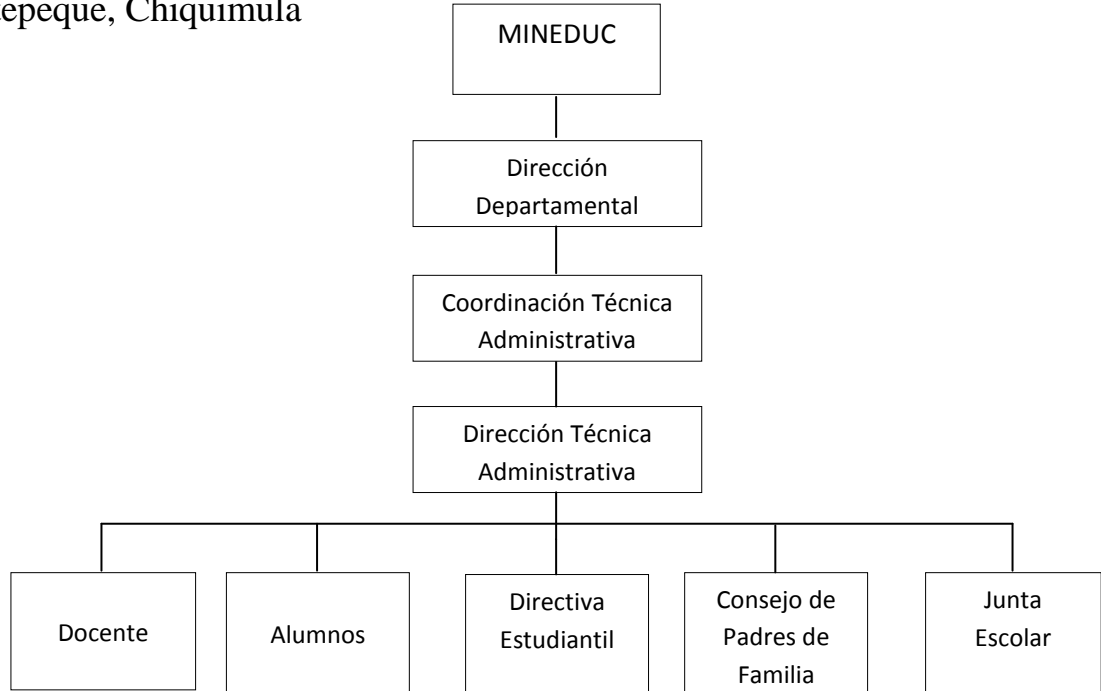 Chiquimula
MINEDUC
Dirección
Departamental
Coordinación Técnica
Administrativa
Dirección Técnica
Administrativa
Docente
Alumnos
Directiva
Estudiantil
Consejo de
Padres de
Familia
Junta
Escolar